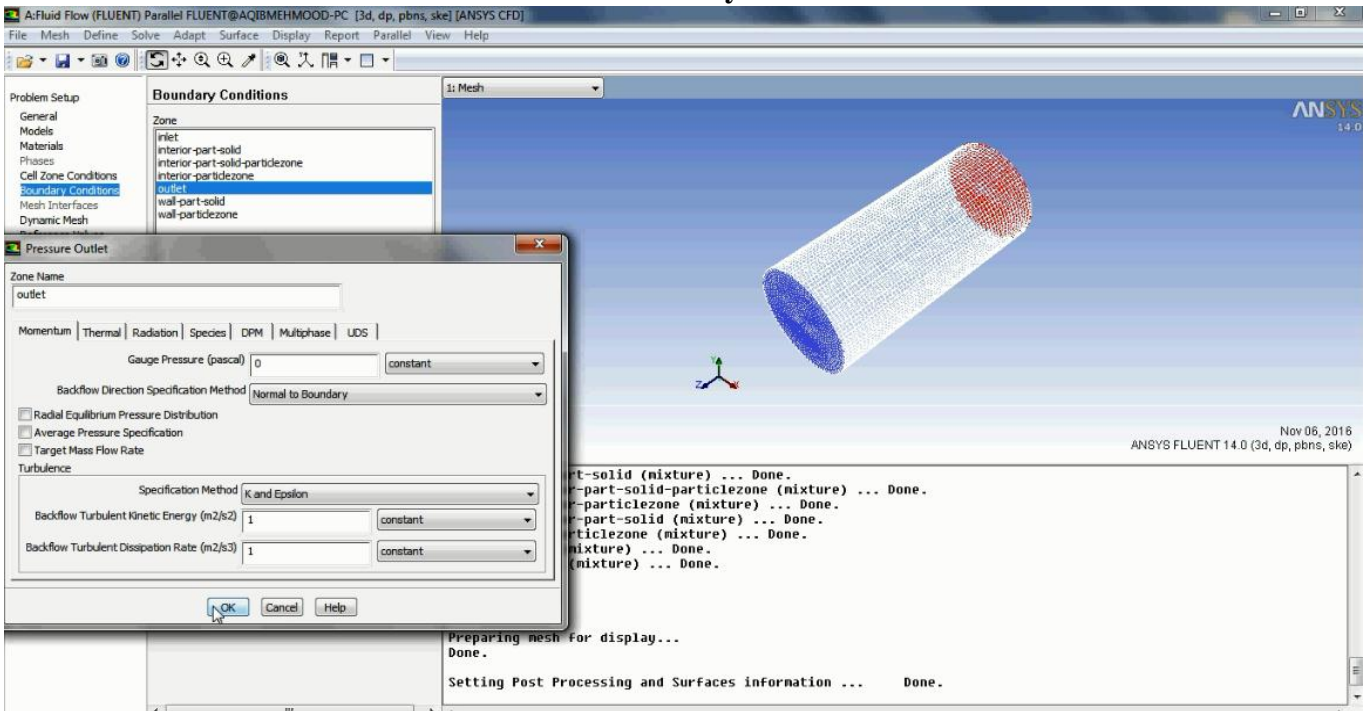 A:Fluid Flow (FLUENT) Parallel FLUENT@AQIBMEHMOOD-PC [3d, dp, pbns, ske] [ANSYS CFD]
File Mesh Define Solve Adapt Surface Display Report Parallel View Help
Problem Setup
General
Models
Materials
Phases
Cell Zone Conditions
Boundary Conditions
Mesh Interfaces
Dynamic Mesh
Boundary Conditions
Zone
inlet
interior-part-solid
interior-part-solid-particlezone
interior-particlezone
outlet
wall-part-solid
wall-particlezone
1: Mesh
ANSYS
14.0
Pressure Outlet
Zone Name
outlet
Momentum Thermal Radiation Species DPM Multiphase UDS
Gauge Pressure (pascal) 0 constant
Backflow Direction Specification Method Normal to Boundary
Radial Equilibrium Pressure Distribution
Average Pressure Specification
Target Mass Flow Rate
Turbulence
Specification Method K and Epsilon
Backflow Turbulent Kinetic Energy (m2/s2) 1 constant
Backflow Turbulent Dissipation Rate (m2/s3) 1 constant
OK Cancel Help
Y
Z
Nov 06, 2016
ANSYS FLUENT 14.0 (3d, dp, pbns, ske)
rt-solid (mixture) ... Done.
r-part-solid-particlezone (mixture) ... Done.
r-particlezone (mixture) ... Done.
r-part-solid (mixture) ... Done.
rticlezone (mixture) ... Done.
mixture) ... Done.
(mixture) ... Done.
Preparing mesh for display...
Done.
Setting Post Processing and Surfaces information ... Done.